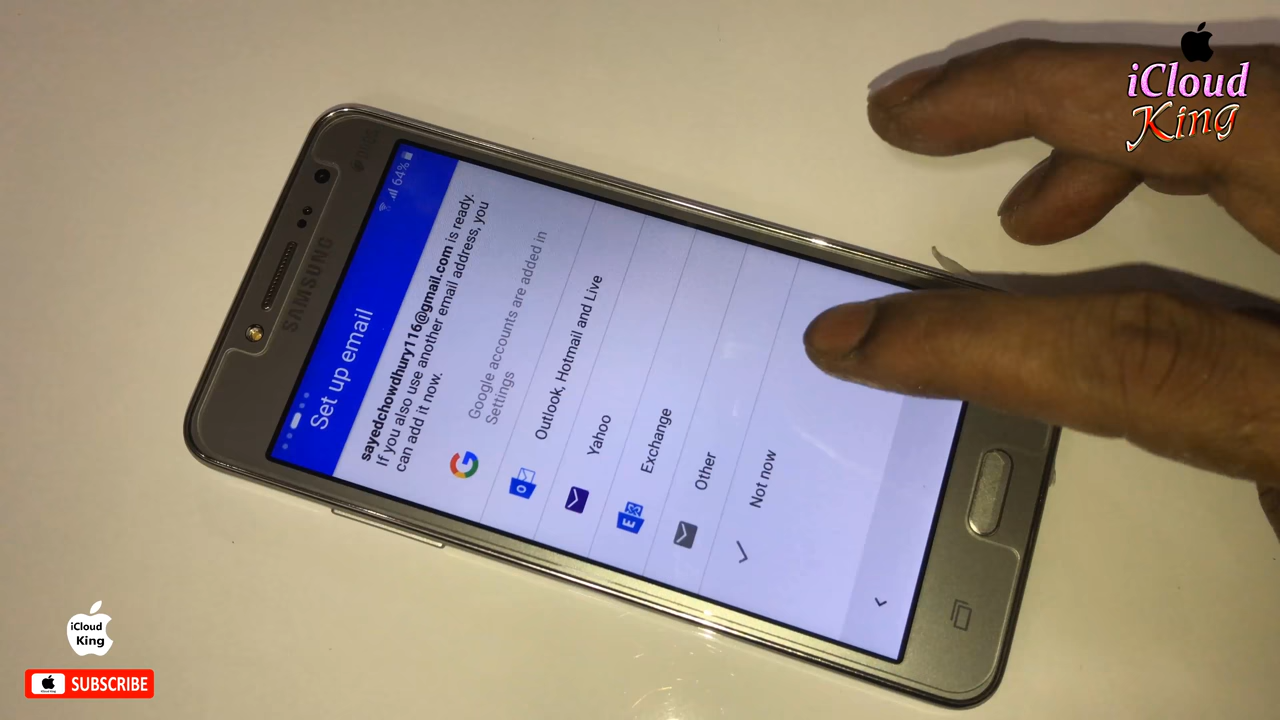 iCloud
King
SAMSUNG
64%
Set up email
sayedchowdhury116@gmail.com is ready.
If you also use another email address, you
can add it now.
Google accounts are added in
Settings
Outlook, Hotmail and Live
Yahoo
Exchange
Other
Not now
iCloud
King
SUBSCRIBE